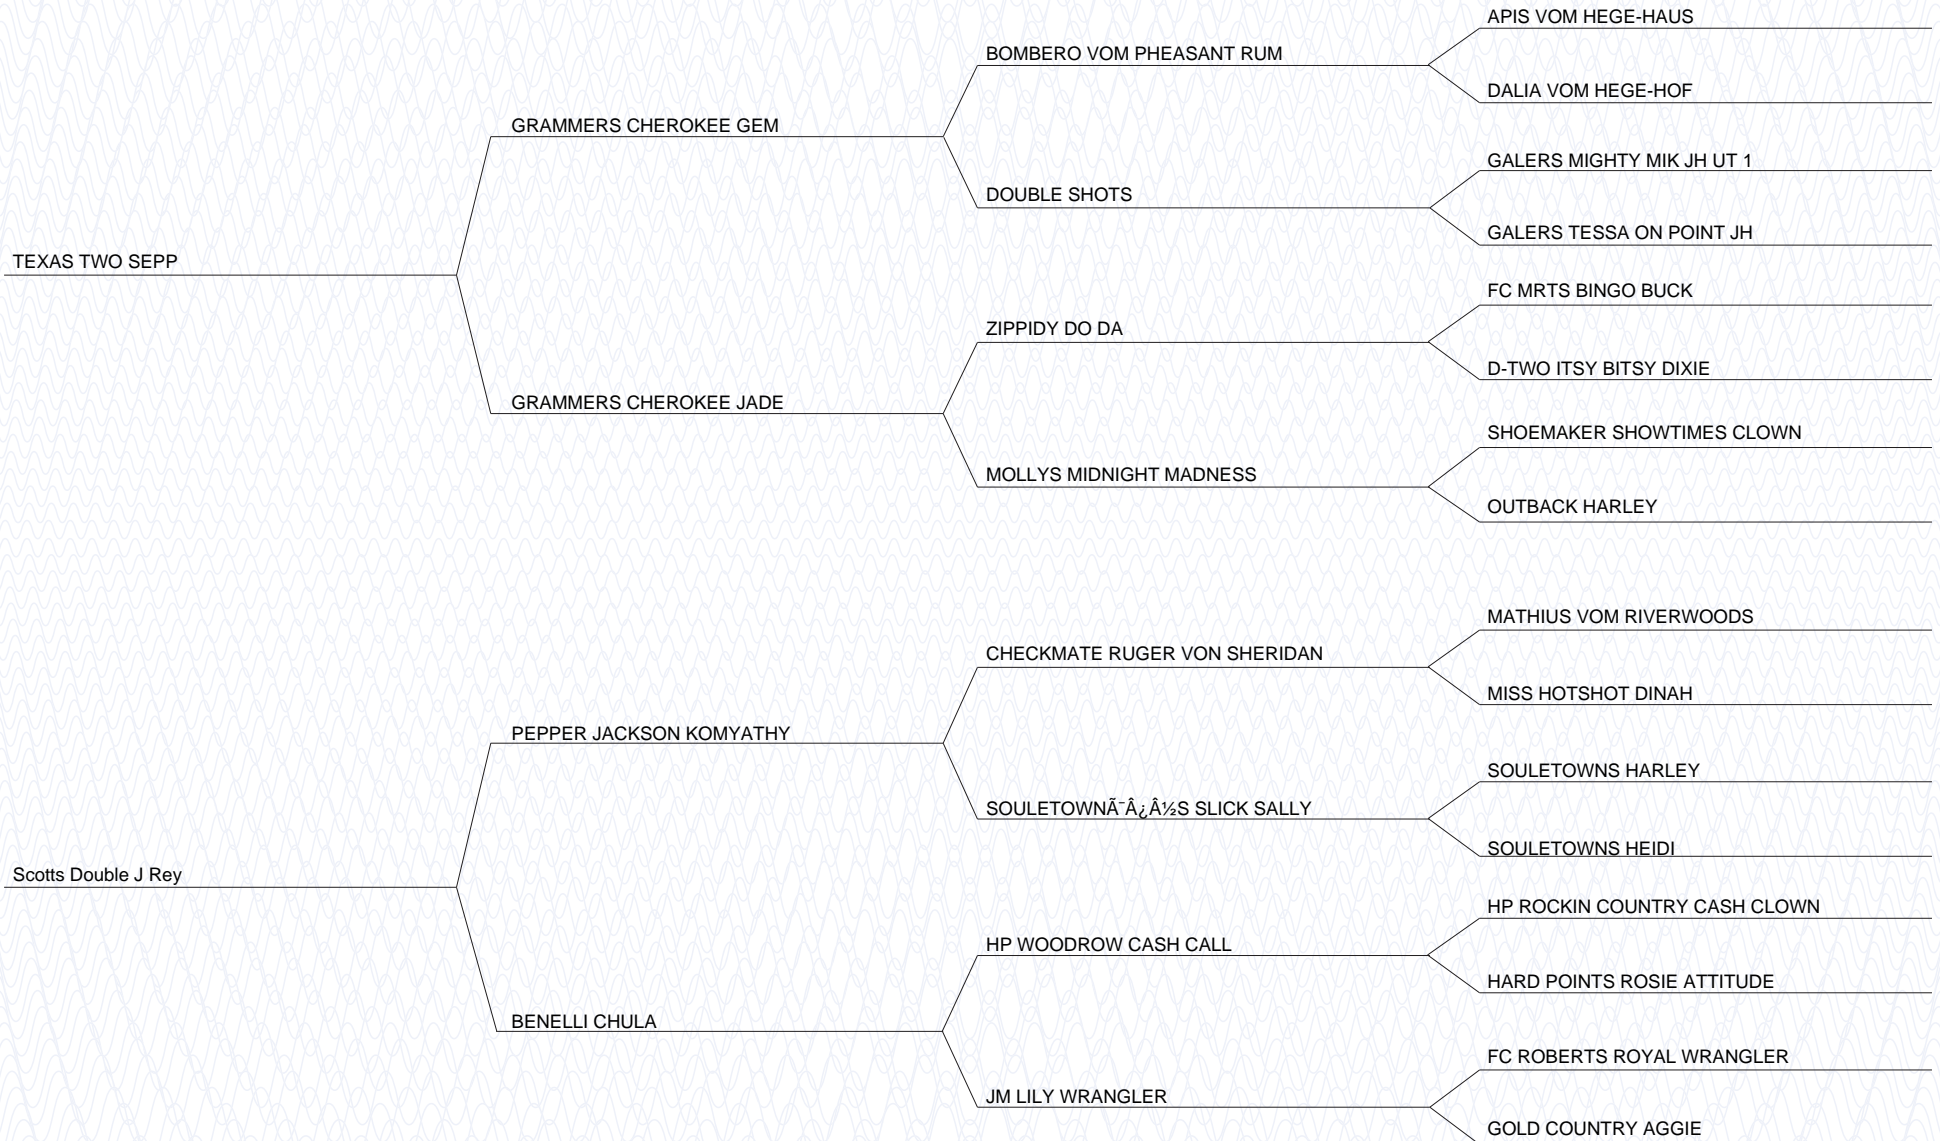 APIS VOM HEGE-HAUS
BOMBERO VOM PHEASANT RUM
DALIA VOM HEGE-HOF
GRAMMERS CHEROKEE GEM
GALERS MIGHTY MIK JH UT 1
DOUBLE SHOTS
GALERS TESSA ON POINT JH
TEXAS TWO SEPP
FC MRTS BINGO BUCK
ZIPPIDY DO DA
D-TWO ITSY BITSY DIXIE
GRAMMERS CHEROKEE JADE
SHOEMAKER SHOWTIMES CLOWN
MOLLYS MIDNIGHT MADNESS
OUTBACK HARLEY
MATHIUS VOM RIVERWOODS
CHECKMATE RUGER VON SHERIDAN
MISS HOTSHOT DINAH
PEPPER JACKSON KOMYATHY
SOULETOWNS HARLEY
SOULETOWNÃ¯Â¿Â½S SLICK SALLY
SOULETOWNS HEIDI
Scotts Double J Rey
HP ROCKIN COUNTRY CASH CLOWN
HP WOODROW CASH CALL
HARD POINTS ROSIE ATTITUDE
BENELLI CHULA
FC ROBERTS ROYAL WRANGLER
JM LILY WRANGLER
GOLD COUNTRY AGGIE